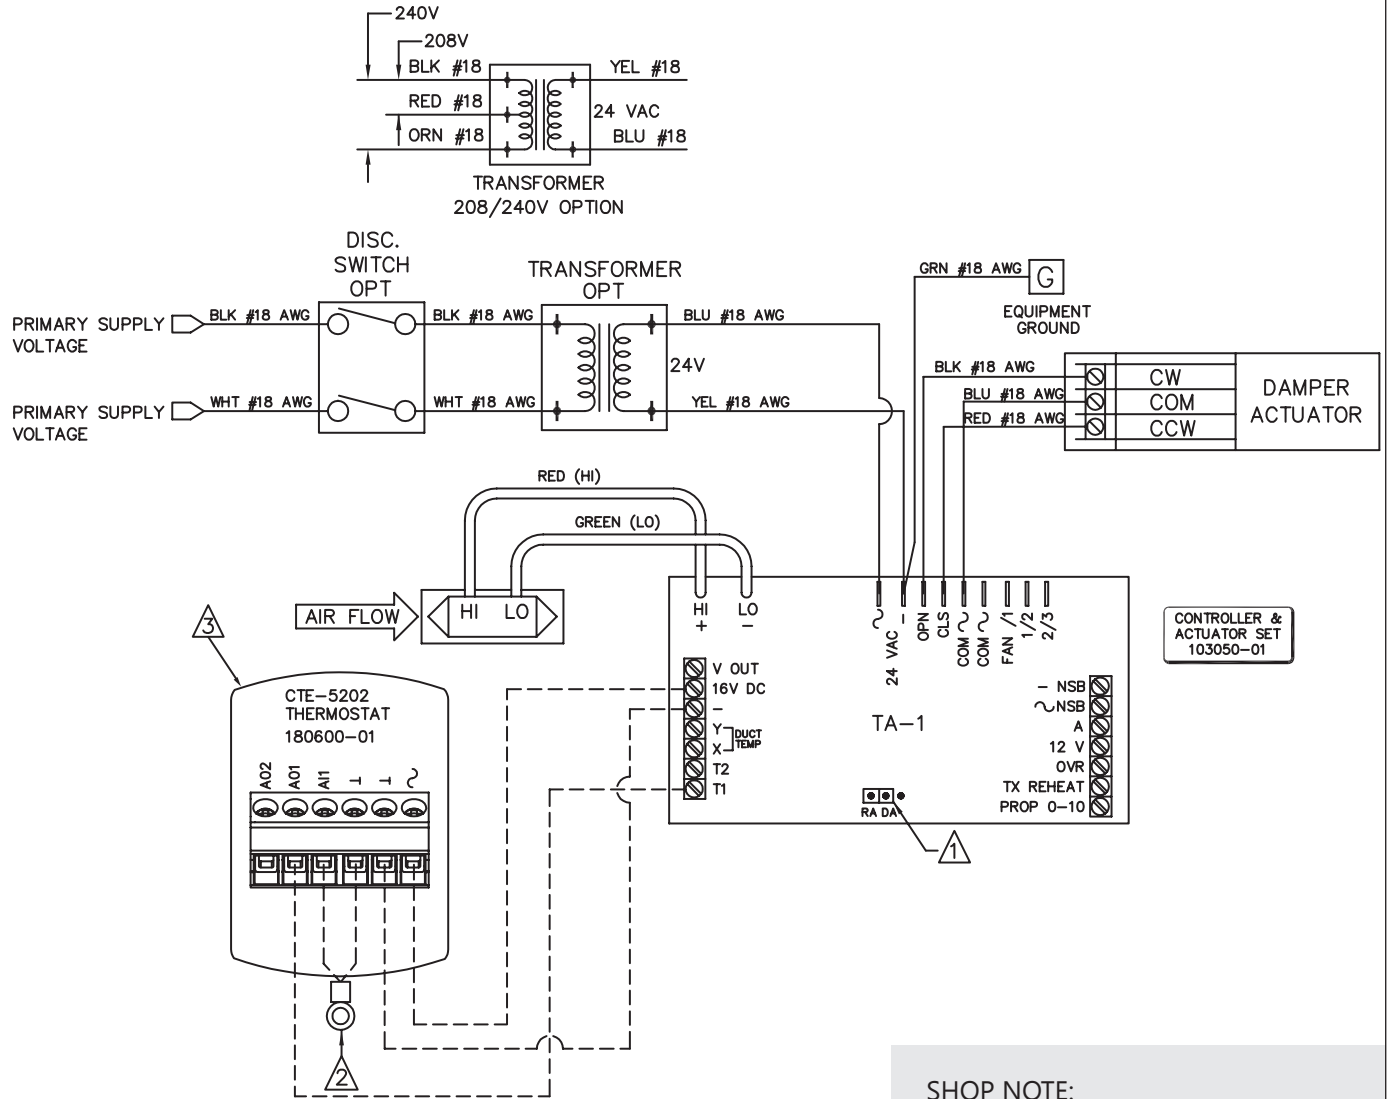 240V
208V
BLK #18
YEL #18
RED #18
24 VAC
ORN #18
BLU #18
TRANSFORMER
208/240V OPTION
DISC.
SWITCH
OPT
TRANSFORMER
OPT
GRN #18 AWG
G
EQUIPMENT
GROUND
PRIMARY SUPPLY
VOLTAGE
BLK #18 AWG
BLK #18 AWG
BLU #18 AWG
24V
PRIMARY SUPPLY
VOLTAGE
WHT #18 AWG
WHT #18 AWG
YEL #18 AWG
BLK #18 AWG
BLU #18 AWG
RED #18 AWG
CW
COM
CCW
DAMPER
ACTUATOR
RED (HI)
GREEN (LO)
AIR FLOW
HI
LO
HI
+
LO
-
24 VAC
-
OPN
CLS
COM
COM
FAN /1
1/2
2/3
CONTROLLER &
ACTUATOR SET
103050-01
3
CTE-5202
THERMOSTAT
180600-01
AO2
AO1
AI1
V OUT
16V DC
-
Y
X
DUCT
TEMP
T2
T1
TA-1
- NSB
NSB
A
12 V
OVR
TX REHEAT
PROP 0-10
RA DA
1
2
SHOP NOTE: